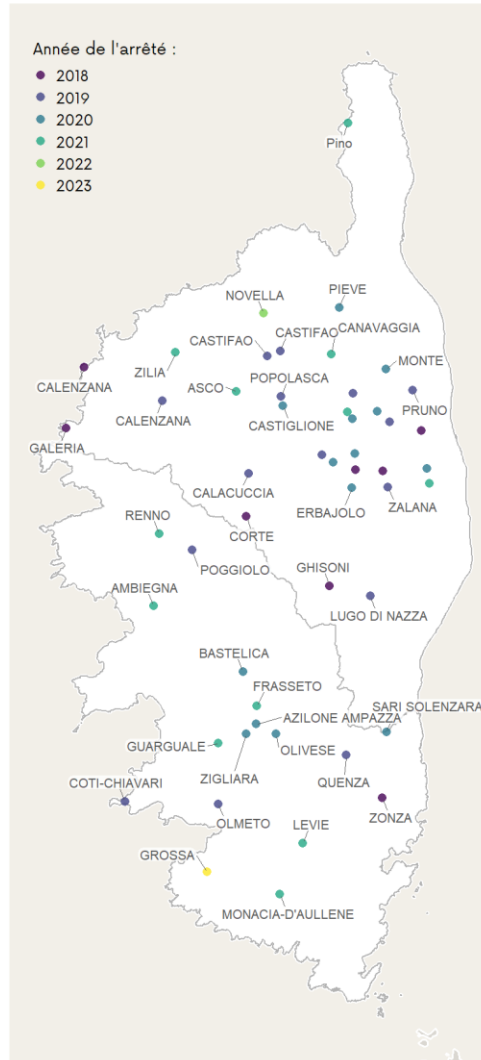 Année de l'arrêté :
2018
2019
2020
2021
2022
2023
Pino
NOVELLA
PIEVE
CASTIFAO
CASTIFAO
CANAVAGGIA
ZILIA
MONTE
CALENZANA
ASCO
POPOLASCA
CALENZANA
PRUNO
CASTIGLIONE
GALERIA
CALACUCCIA
ERBAJOLO
ZALANA
RENNO
CORTE
POGGIOLO
GHISONI
AMBIEGNA
LUGO DI NAZZA
BASTELICA
FRASSETO
SARI SOLENZARA
AZILONE AMPAZZA
GUARGUALE
OLIVESE
ZIGLIARA
QUENZA
COTI-CHIAVARI
OLMETO
ZONZA
LEVIE
GROSSA
MONACIA-D'AULLENE